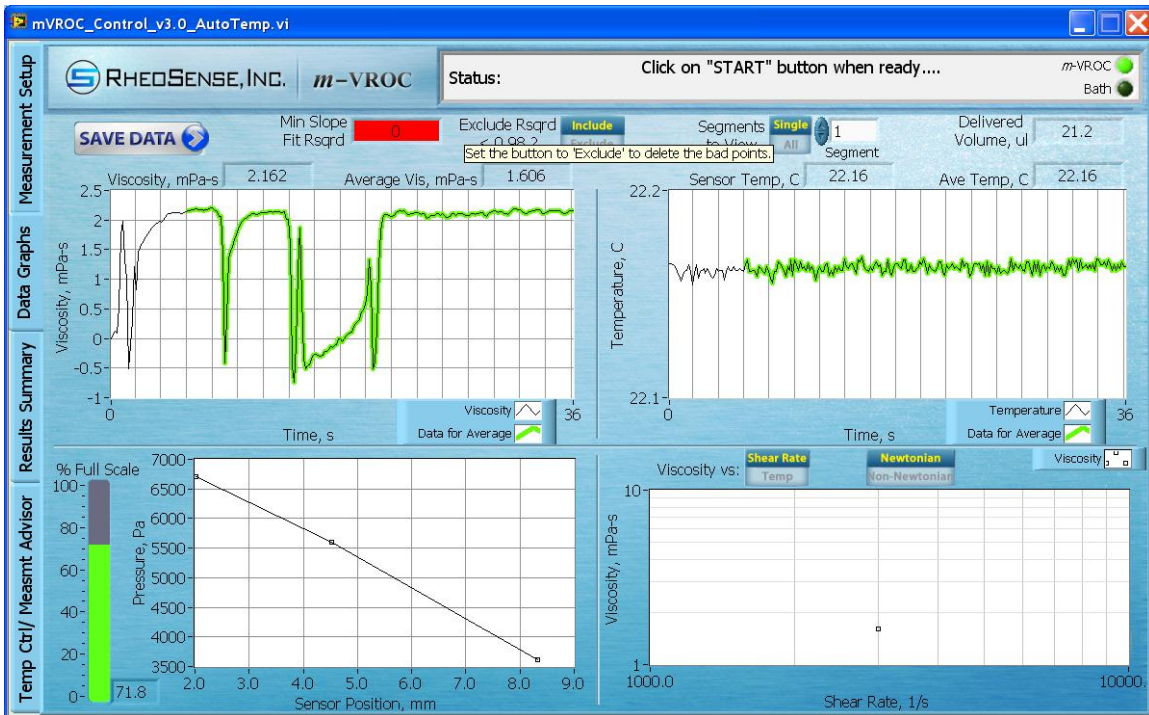 mVROC_Control_v3.0_AutoTemp.vi
Measurement Setup
Data Graphs
Results Summary
Temp Ctrl/ Measmt Advisor
RHEOSENSE, INC.
m-VROC
Status:
Click on "START" button when ready....
m-VROC
Bath
SAVE DATA
Min Slope
Fit Rsqrd
0
Exclude Rsqrd
< 0.98 ?
Include
Exclude
Set the button to 'Exclude' to delete the bad points.
Segments
to View
Single
All
1
Segment
Delivered
Volume, ul
21.2
Viscosity, mPa-s
2.162
Average Vis, mPa-s
1.606
Sensor Temp, C
22.16
Ave Temp, C
22.16
Viscosity, mPa-s
2.5
2
1.5
1
0.5
0
-0.5
-1
0
36
Time, s
Viscosity
Data for Average
Temperature, C
22.2
22.1
0
36
Time, s
Temperature
Data for Average
% Full Scale
100
80
60
40
20
0
71.8
Pressure, Pa
7000
6500
6000
5500
5000
4500
4000
3500
2.0 3.0 4.0 5.0 6.0 7.0 8.0 9.0
Sensor Position, mm
Viscosity vs:
Shear Rate
Temp
Newtonian
Non-Newtonian
Viscosity
Viscosity, mPa-s
10
1
1000.0
10000.
Shear Rate, 1/s